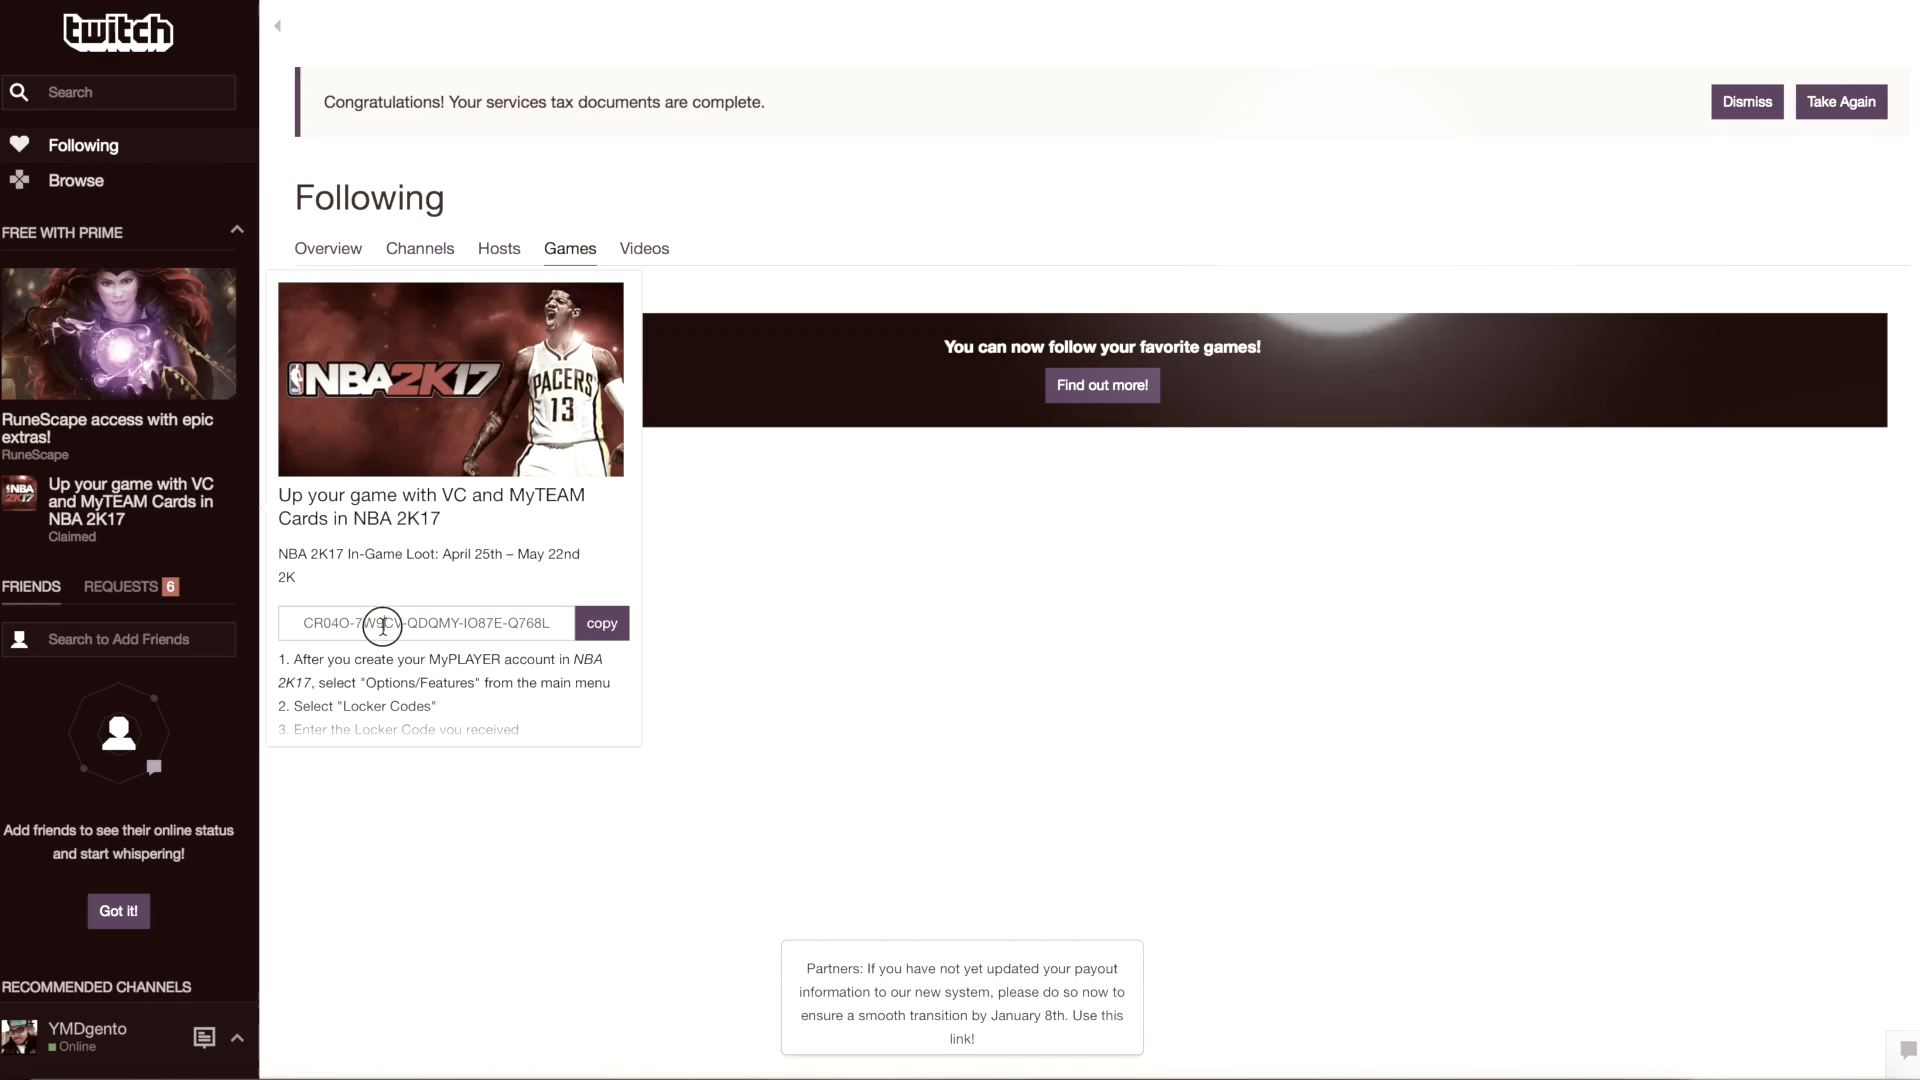 twitch
Search
Following
Browse
FREE WITH PRIME
RuneScape access with epic
extras!
RuneScape
NBA
2K17
Up your game with VC
and MyTEAM Cards in
NBA 2K17
Claimed
FRIENDS REQUESTS 6
Search to Add Friends
Add friends to see their online status
and start whispering!
Got it!
RECOMMENDED CHANNELS
YMDgento
Online
Congratulations! Your services tax documents are complete.
Dismiss Take Again
Following
Overview Channels Hosts Games Videos
NBA2K17
PACERS
13
Up your game with VC and MyTEAM
Cards in NBA 2K17
NBA 2K17 In-Game Loot: April 25th – May 22nd
2K
CR04O-7W9CV-QDQMY-IO87E-Q768L copy
1. After you create your MyPLAYER account in NBA
2K17, select "Options/Features" from the main menu
2. Select "Locker Codes"
3. Enter the Locker Code you received
You can now follow your favorite games!
Find out more!
Partners: If you have not yet updated your payout
information to our new system, please do so now to
ensure a smooth transition by January 8th. Use this
link!